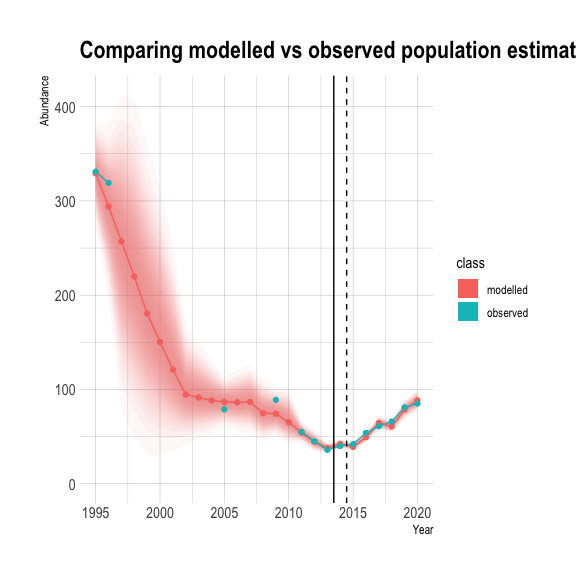 Comparing modelled vs observed population estimat
Abundance
400
300
200
100
0
1995 2000 2005 2010 2015 2020
Year
class
modelled
observed